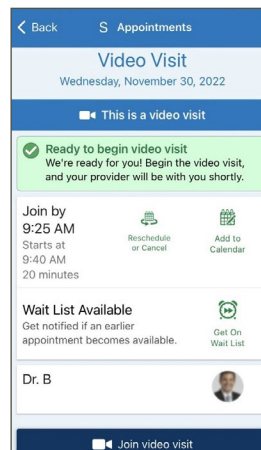 Back
S Appointments
Video Visit
Wednesday, November 30, 2022
This is a video visit
Ready to begin video visit
We're ready for you! Begin the video visit,
and your provider will be with you shortly.
Join by
9:25 AM
Starts at
9:40 AM
20 minutes
Reschedule
or Cancel
Add to
Calendar
Wait List Available
Get notified if an earlier
appointment becomes available.
Get On
Wait List
Dr. B
Join video visit